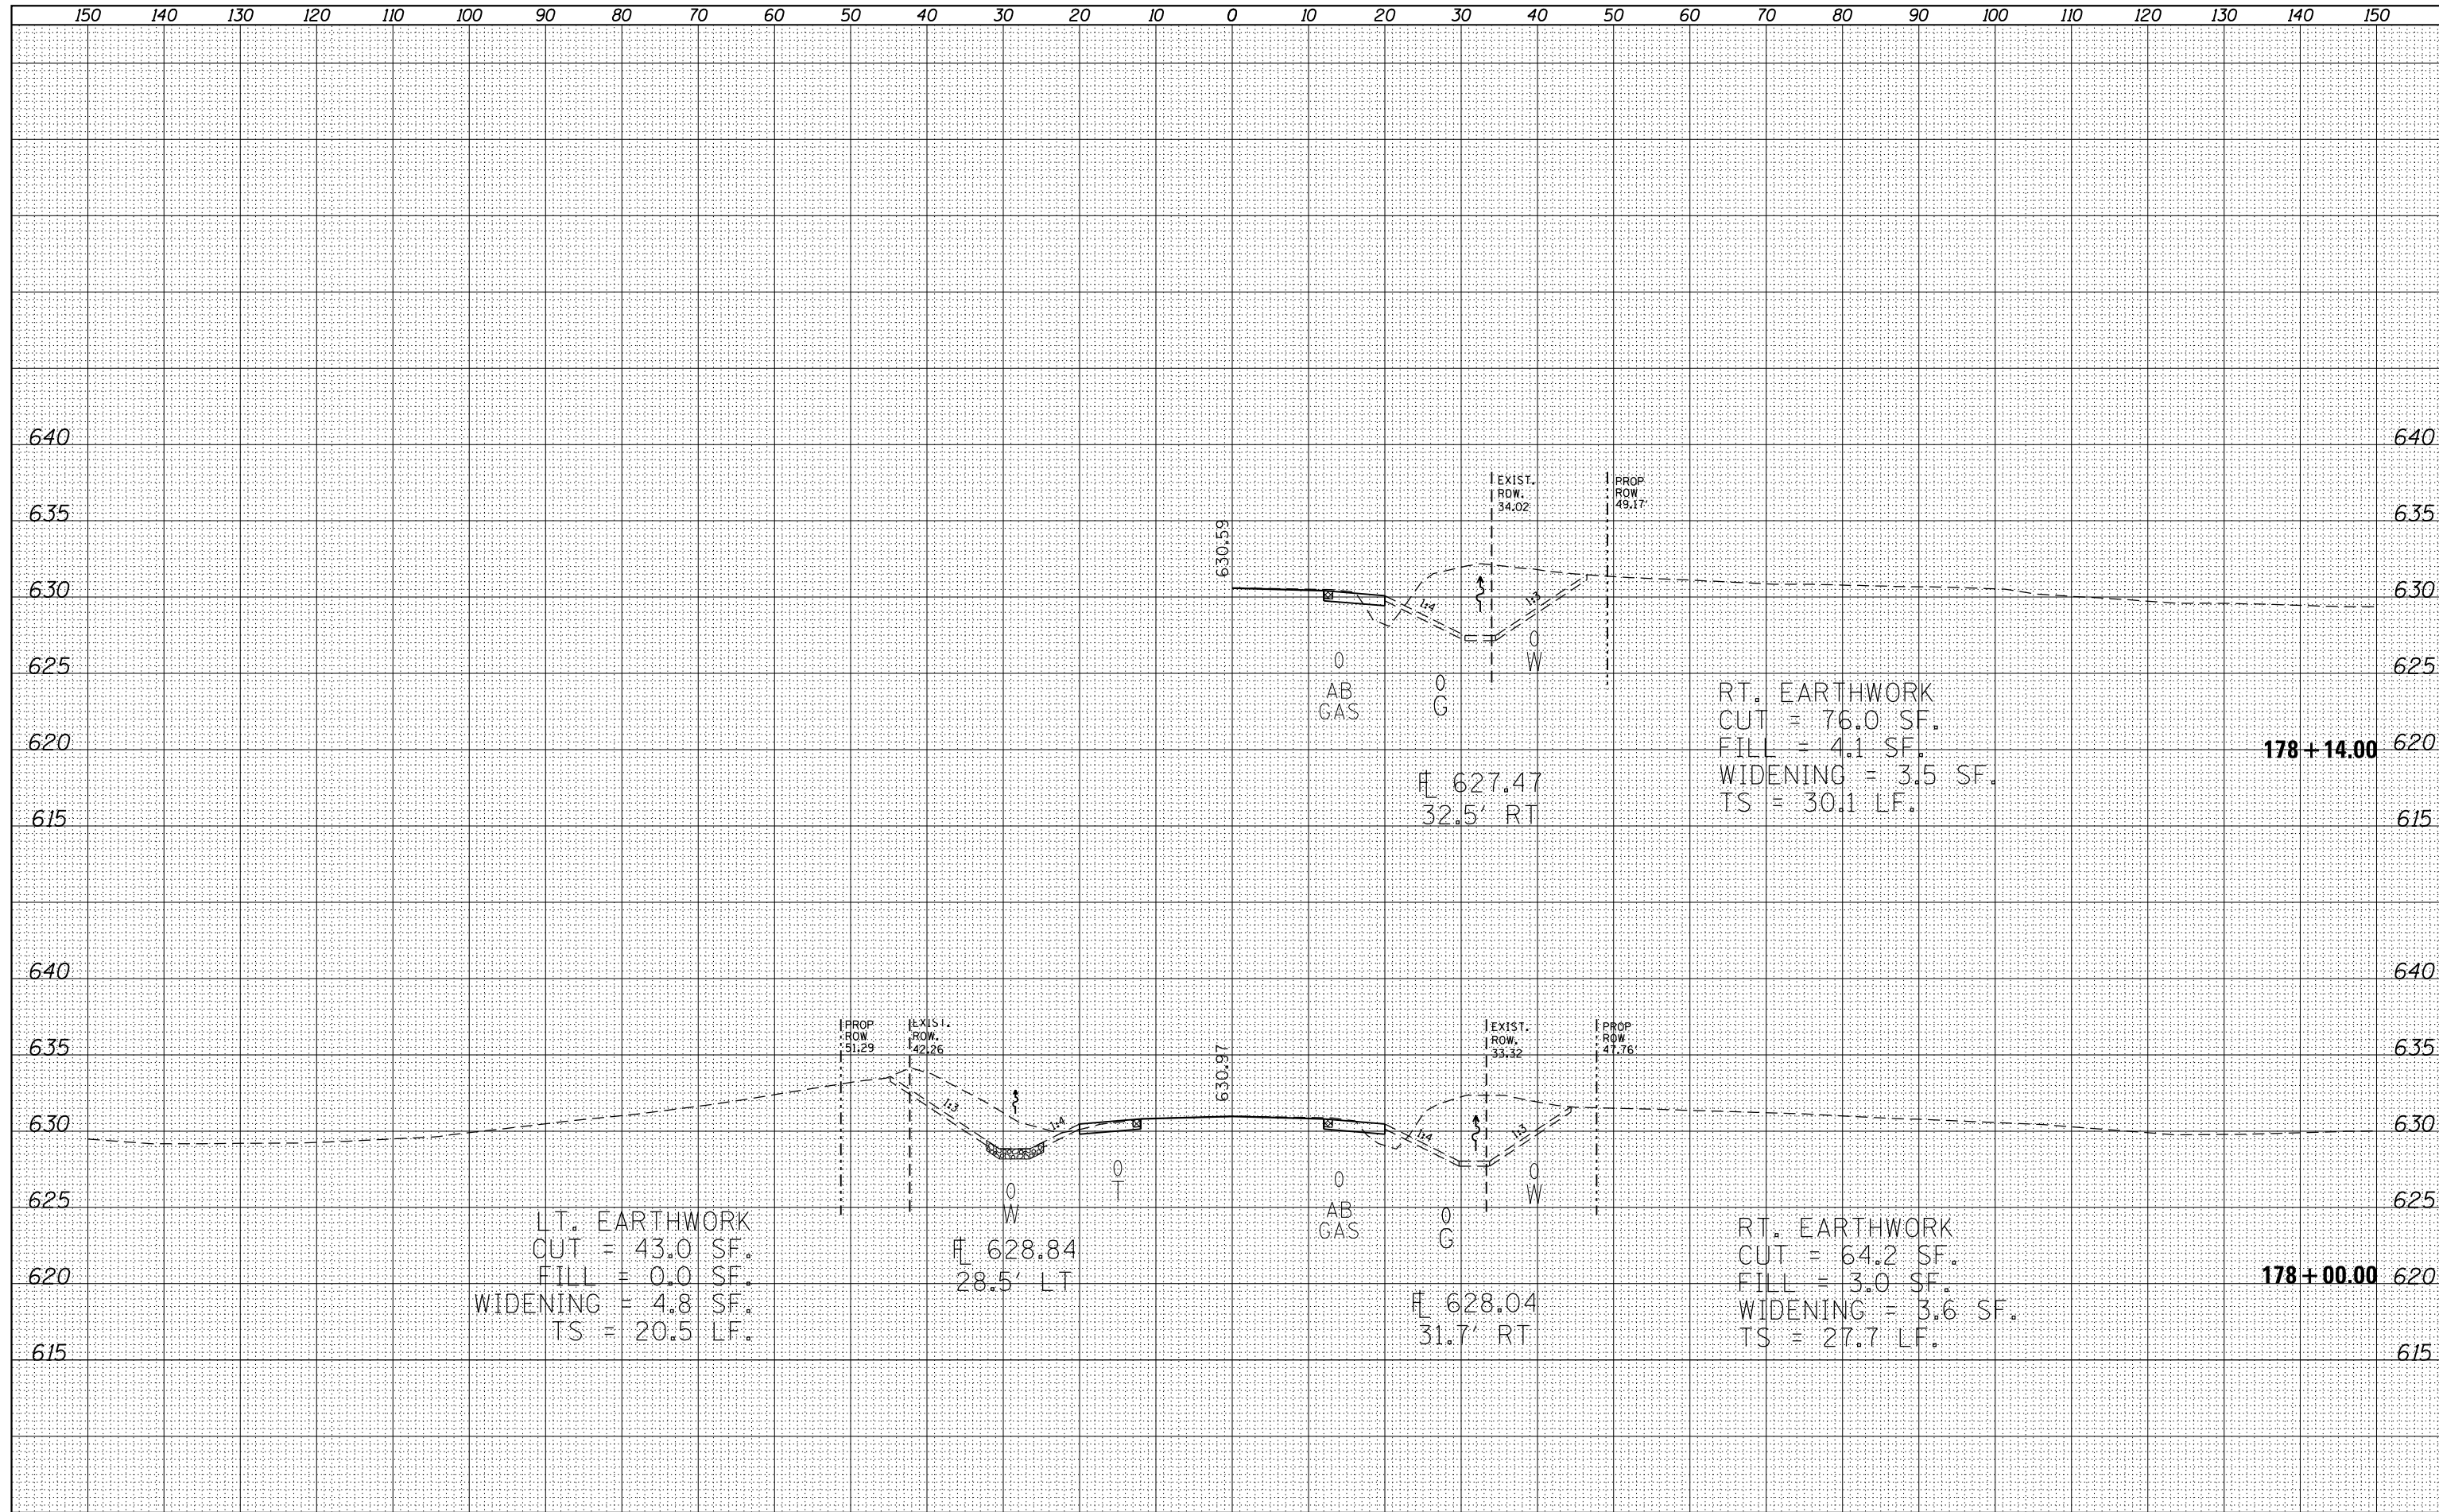 150 140 130 120 110 100 90 80 70 60 50 40 30 20 10 0 10 20 30 40 50 60 70 80 90 100 110 120 130 140 150
640 640
EXIST.
ROW.
34.02
PROP
ROW
49.17'
635 635
630.59
630 630
1:4
1:3
0
W
625 625
0
AB
GAS
0
G
RT. EARTHWORK
CUT = 76.0 SF.
FILL = 4.1 SF.
WIDENING = 3.5 SF.
TS = 30.1 LF.
620 178+14.00 620
FL 627.47
32.5' RT
615 615
640 640
PROP
ROW
51.29
EXIST.
ROW.
42.26
EXIST.
ROW.
33.32
PROP
ROW
47.76'
635 635
630.97
630 630
1:3
1:4
1:4
1:3
0
T
0
W
0
AB
GAS
0
W
0
G
625 625
LT. EARTHWORK
CUT = 43.0 SF.
FILL = 0.0 SF.
WIDENING = 4.8 SF.
TS = 20.5 LF.
FL 628.84
28.5' LT
FL 628.04
31.7' RT
RT. EARTHWORK
CUT = 64.2 SF.
FILL = 3.0 SF.
WIDENING = 3.6 SF.
TS = 27.7 LF.
620 178+00.00 620
615 615